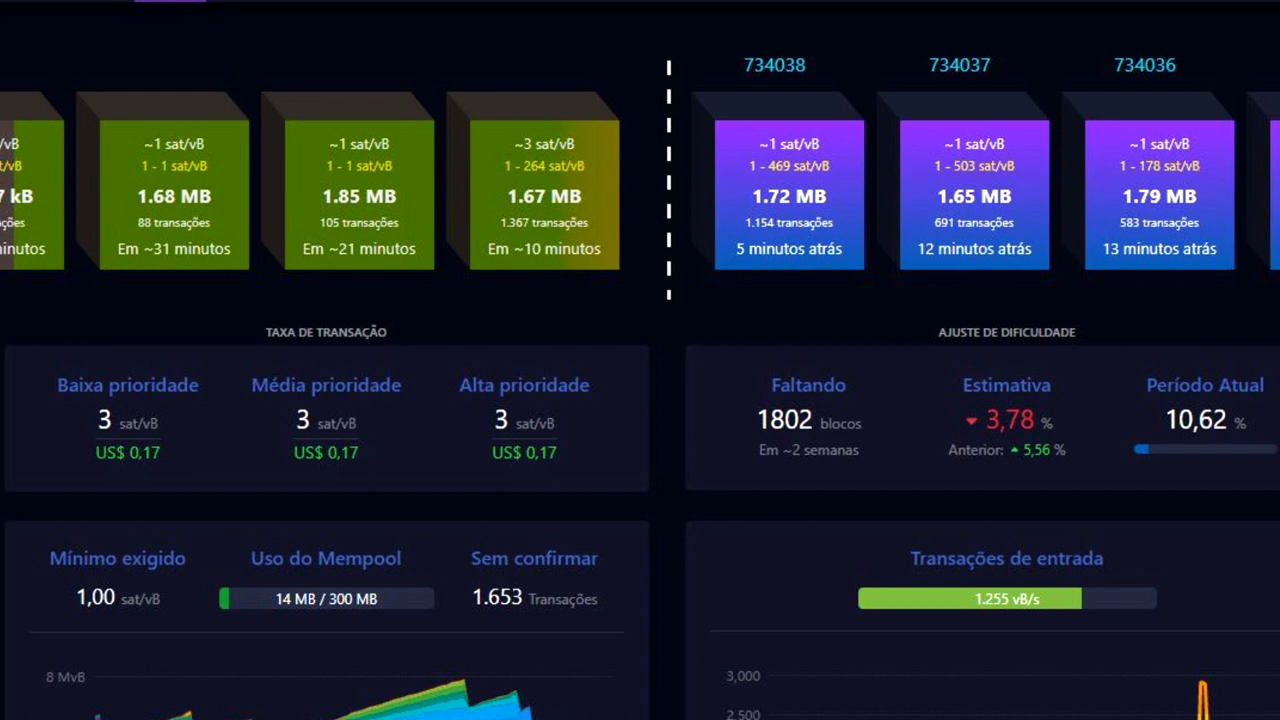 734038
734037
734036
/vB
t/vB
7 kB
ções
inutos
~1 sat/vB
1 - 1 sat/vB
1.68 MB
88 transações
Em ~31 minutos
~1 sat/vB
1 - 1 sat/vB
1.85 MB
105 transações
Em ~21 minutos
~3 sat/vB
1 - 264 sat/vB
1.67 MB
1.367 transações
Em ~10 minutos
~1 sat/vB
1 - 469 sat/vB
1.72 MB
1.154 transações
5 minutos atrás
~1 sat/vB
1 - 503 sat/vB
1.65 MB
691 transações
12 minutos atrás
~1 sat/vB
1 - 178 sat/vB
1.79 MB
583 transações
13 minutos atrás
TAXA DE TRANSAÇÃO
Baixa prioridade
3 sat/vB
US$ 0,17
Média prioridade
3 sat/vB
US$ 0,17
Alta prioridade
3 sat/vB
US$ 0,17
AJUSTE DE DIFICULDADE
Faltando
1802 blocos
Em ~2 semanas
Estimativa
3,78 %
Anterior: 5,56 %
Período Atual
10,62 %
Mínimo exigido
1,00 sat/vB
Uso do Mempool
14 MB / 300 MB
Sem confirmar
1.653 Transações
8 MvB
Transações de entrada
1.255 vB/s
3,000
2,500